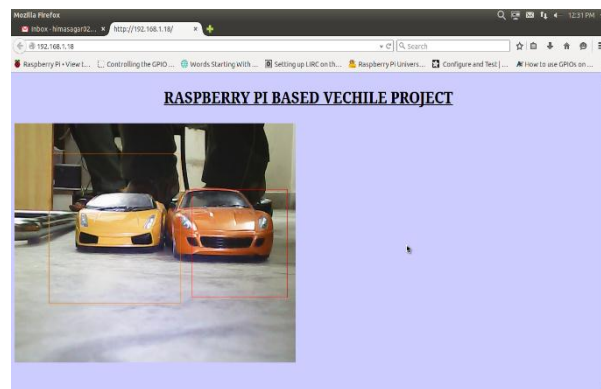 Mozilla Firefox
12:31 PM
Inbox - himasagar02... × http://192.168.1.18/ ×
192.168.1.18 Search
Raspberry Pi • View t... Controlling the GPIO ... Words Starting With ... Setting up LIRC on th... Raspberry Pi Univers... Configure and Test | ... How to use GPIOs on ...
RASPBERRY PI BASED VECHILE PROJECT